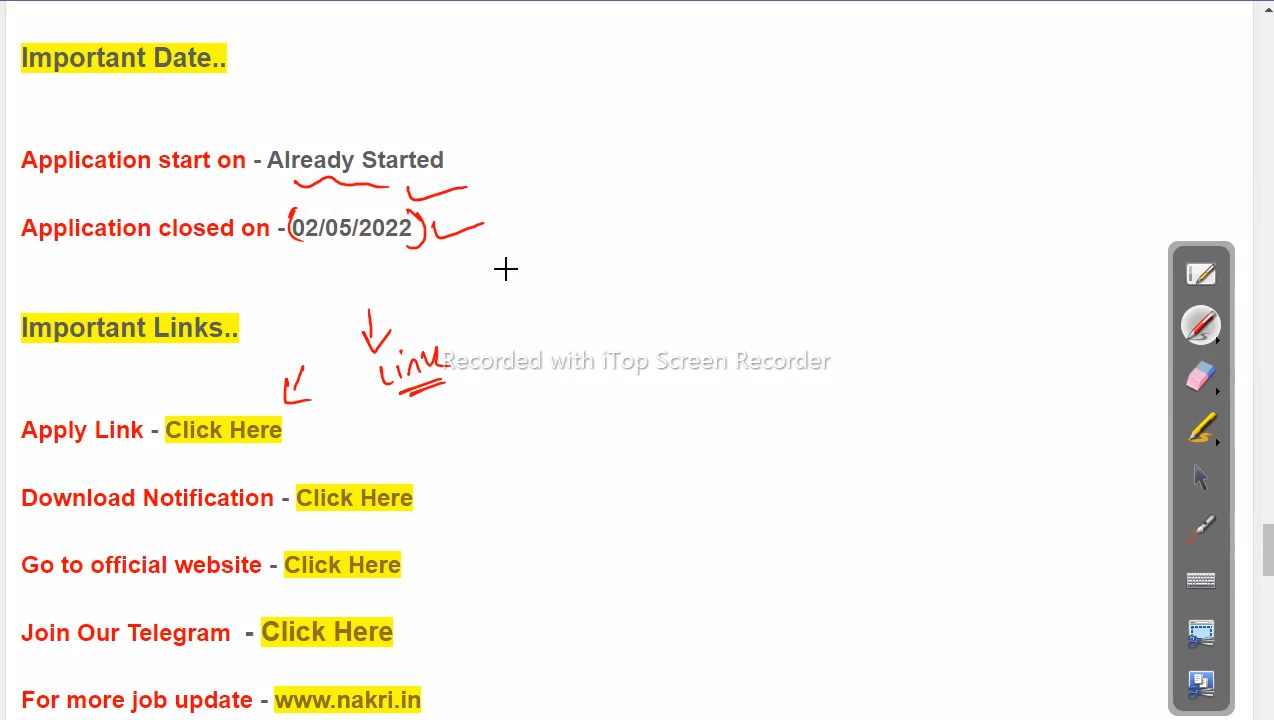 Important Date..
Application start on - Already Started
Application closed on - (02/05/2022)
Important Links..
Link
Recorded with iTop Screen Recorder
Apply Link - Click Here
Download Notification - Click Here
Go to official website - Click Here
Join Our Telegram - Click Here
For more job update - www.nakri.in